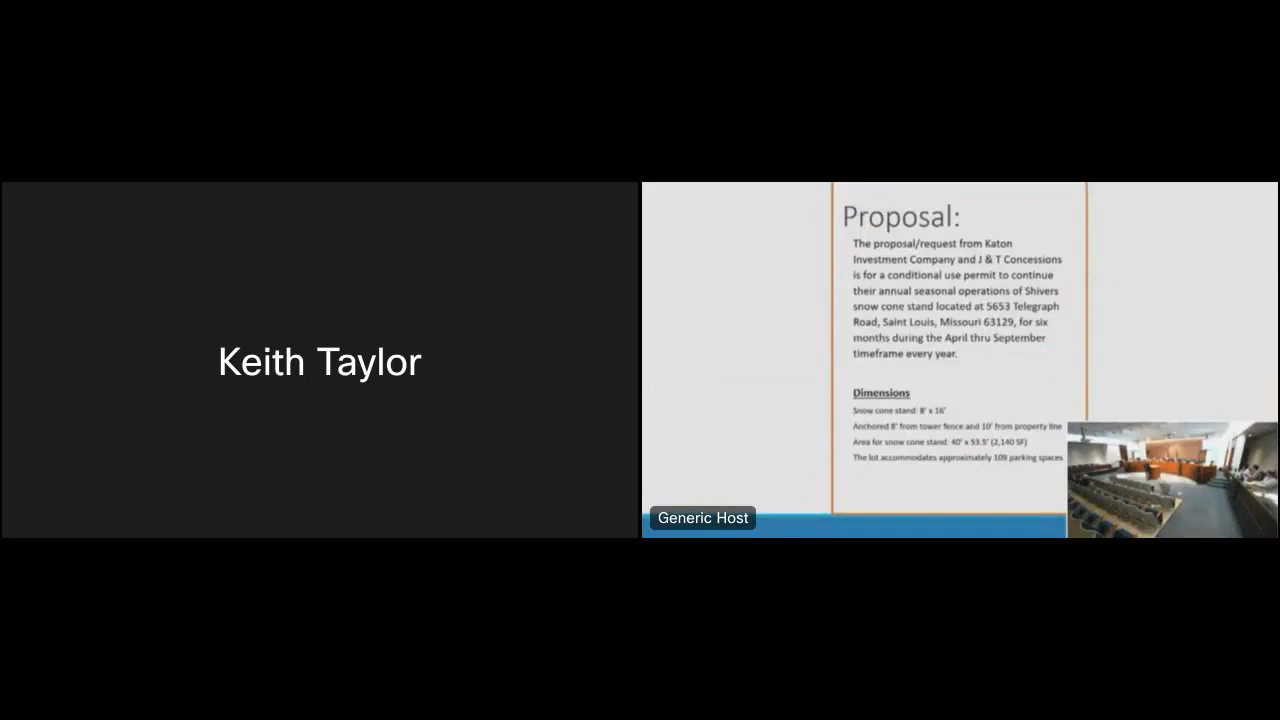 Keith Taylor
Proposal:
The proposal/request from Katon
Investment Company and J & T Concessions
is for a conditional use permit to continue
their annual seasonal operations of Shivers
snow cone stand located at 5653 Telegraph
Road, Saint Louis, Missouri 63129, for six
months during the April thru September
timeframe every year.
Dimensions
Snow cone stand: 8' x 16'
Anchored 8' from tower fence and 10' from property line
Area for snow cone stand: 40' x 53.5' (2,140 SF)
The lot accommodates approximately 109 parking spaces
Generic Host